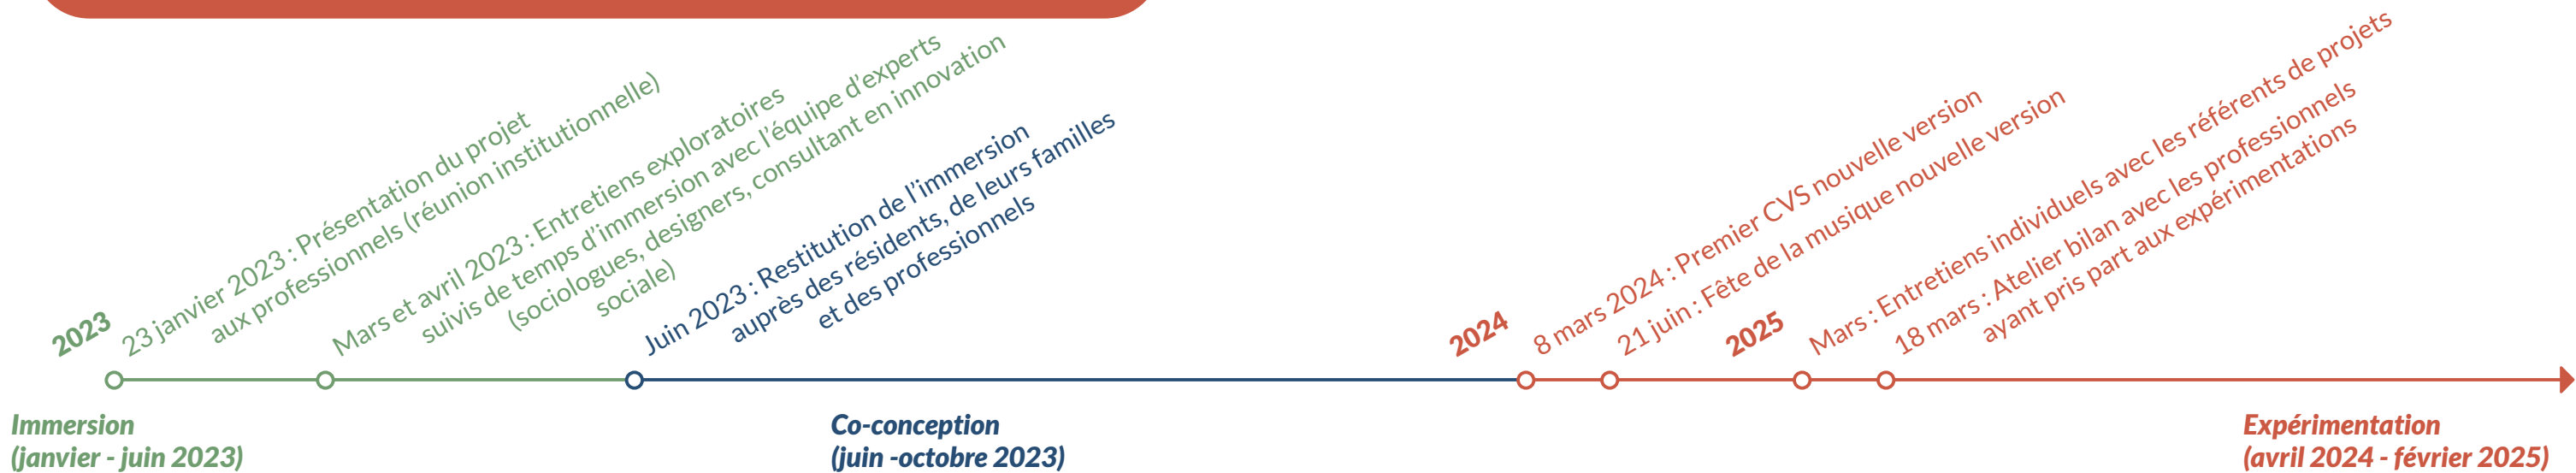 2023
23 janvier 2023 : Présentation du projet
aux professionnels (réunion institutionnelle)
Mars et avril 2023 : Entretiens exploratoires
suivis de temps d’immersion avec l’équipe d’experts
(sociologues, designers, consultant en innovation
sociale)
Juin 2023 : Restitution de l’immersion
auprès des résidents, de leurs familles
et des professionnels
2024
8 mars 2024 : Premier CVS nouvelle version
21 juin : Fête de la musique nouvelle version
2025
Mars : Entretiens individuels avec les référents de projets
18 mars : Atelier bilan avec les professionnels
ayant pris part aux expérimentations
Immersion
(janvier - juin 2023)
Co-conception
(juin -octobre 2023)
Expérimentation
(avril 2024 - février 2025)